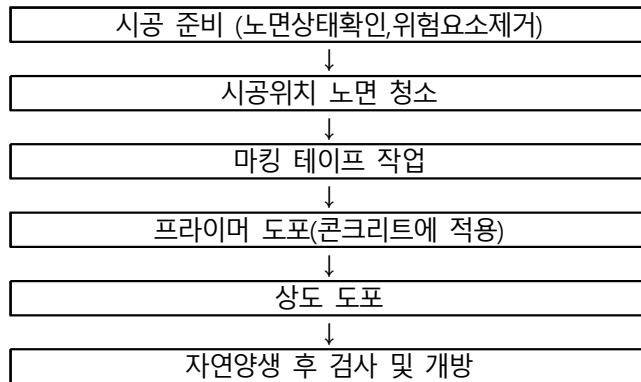 시공 준비 (노면상태확인,위험요소제거)
↓
시공위치 노면 청소
↓
마킹 테이프 작업
↓
프라이머 도포(콘크리트에 적용)
↓
상도 도포
↓
자연양생 후 검사 및 개방